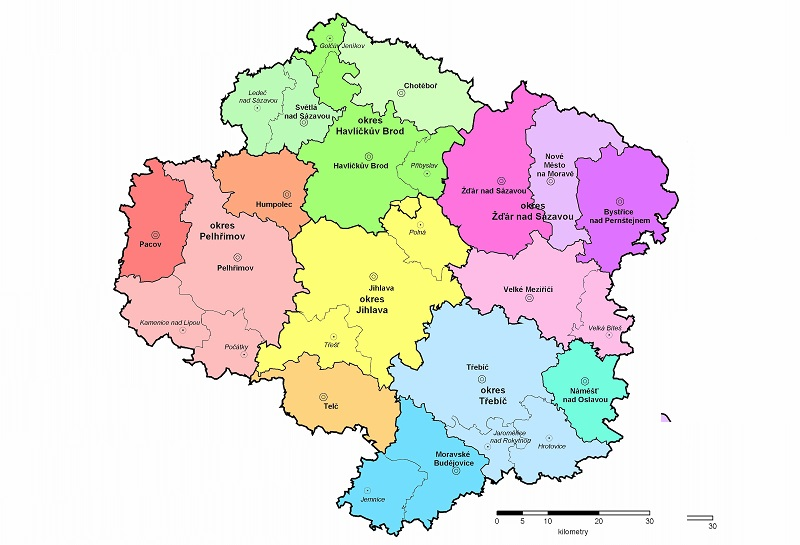 Golčův Jeníkov
Chotěboř
Ledeč
nad Sázavou
Světlá
nad Sázavou
okres
Havlíčkův Brod
Havlíčkův Brod
Přibyslav
Nové
Město
na Moravě
Žďár nad Sázavou
okres
Žďár nad Sázavou
Bystřice
nad Pernštejnem
Humpolec
okres
Pelhřimov
Pacov
Pelhřimov
Polná
Jihlava
okres
Jihlava
Velké Meziříčí
Velká Bíteš
Kamenice nad Lipou
Počátky
Třešť
Třebíč
okres
Třebíč
Náměšť
nad Oslavou
Telč
Jaroměřice
nad Rokytnou
Hrotovice
Moravské
Budějovice
Jemnice
0 5 10 20 30
kilometry
30